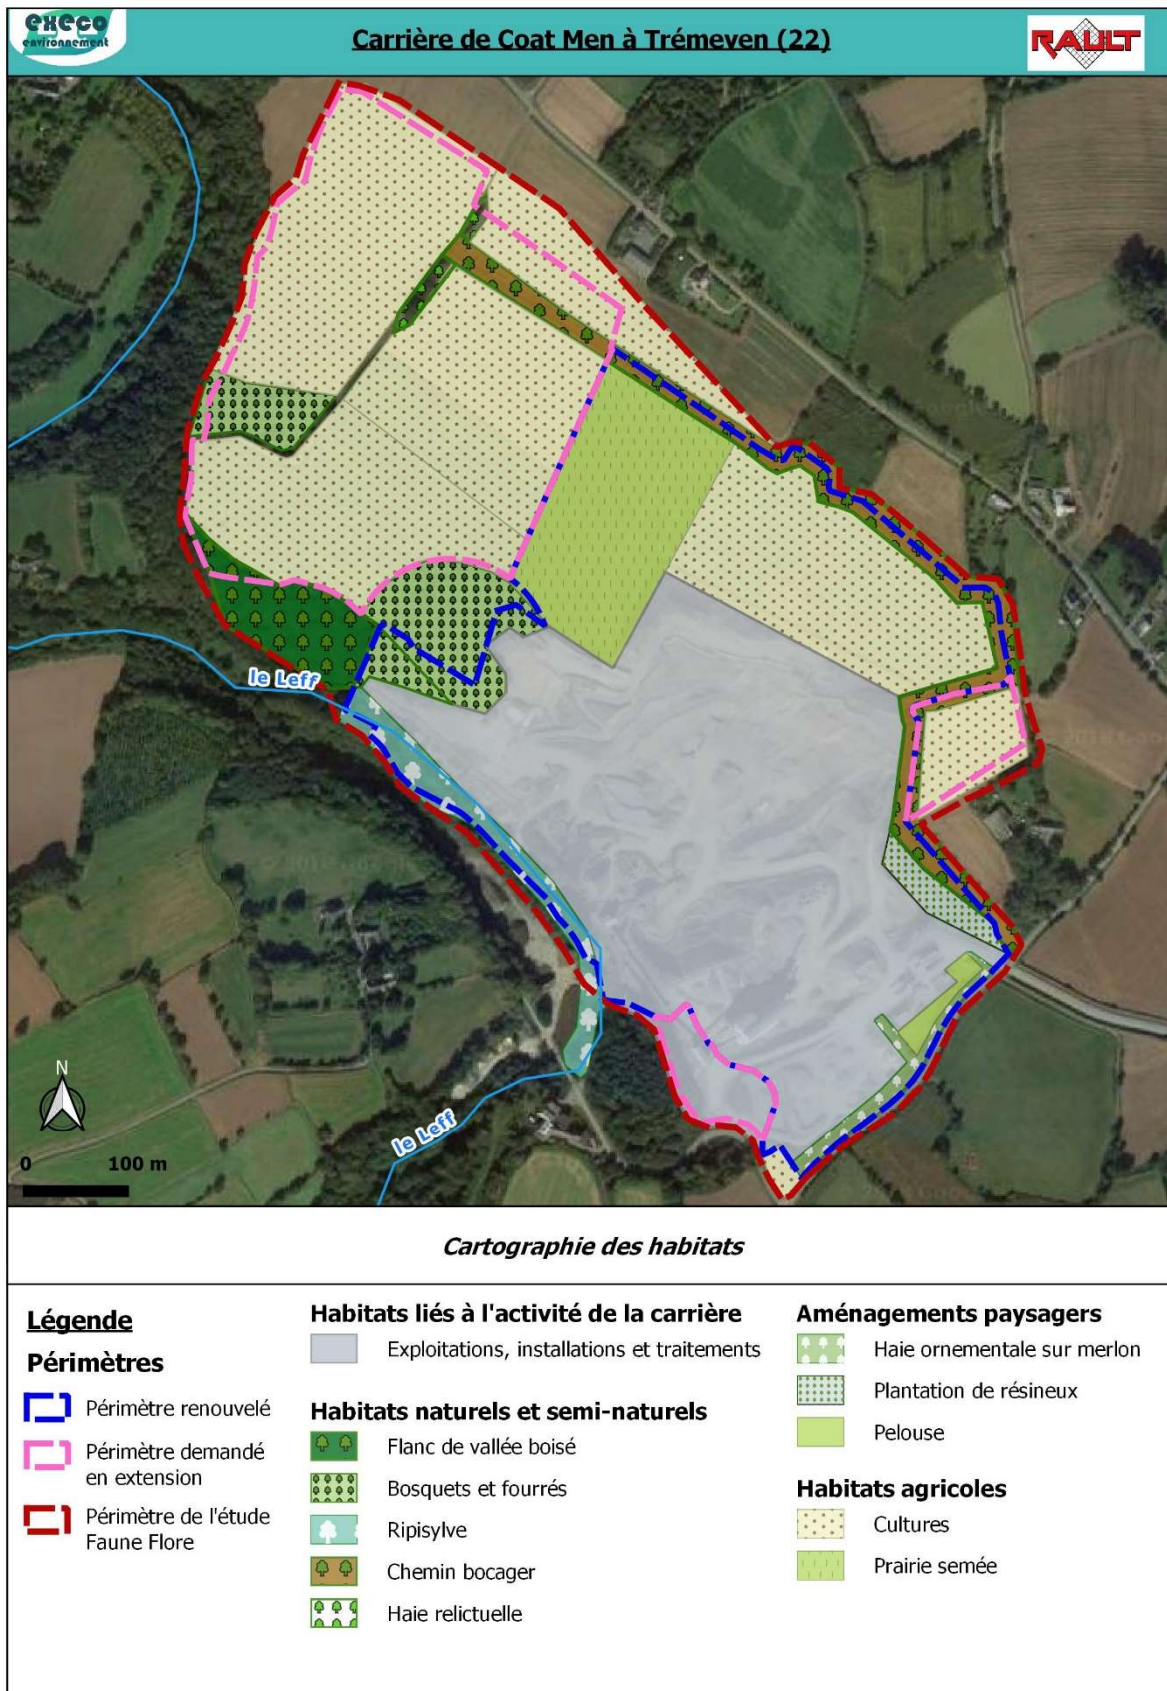 execo
environnement
Carrière de Coat Men à Trémeven (22)
RAULT
le Leff
le Leff
N
0 100 m
Cartographie des habitats
Légende
Périmètres
Périmètre renouvelé
Périmètre demandé
en extension
Périmètre de l'étude
Faune Flore
Habitats liés à l'activité de la carrière
Exploitations, installations et traitements
Habitats naturels et semi-naturels
Flanc de vallée boisé
Bosquets et fourrés
Ripisylve
Chemin bocager
Haie relictuelle
Aménagements paysagers
Haie ornementale sur merlon
Plantation de résineux
Pelouse
Habitats agricoles
Cultures
Prairie semée